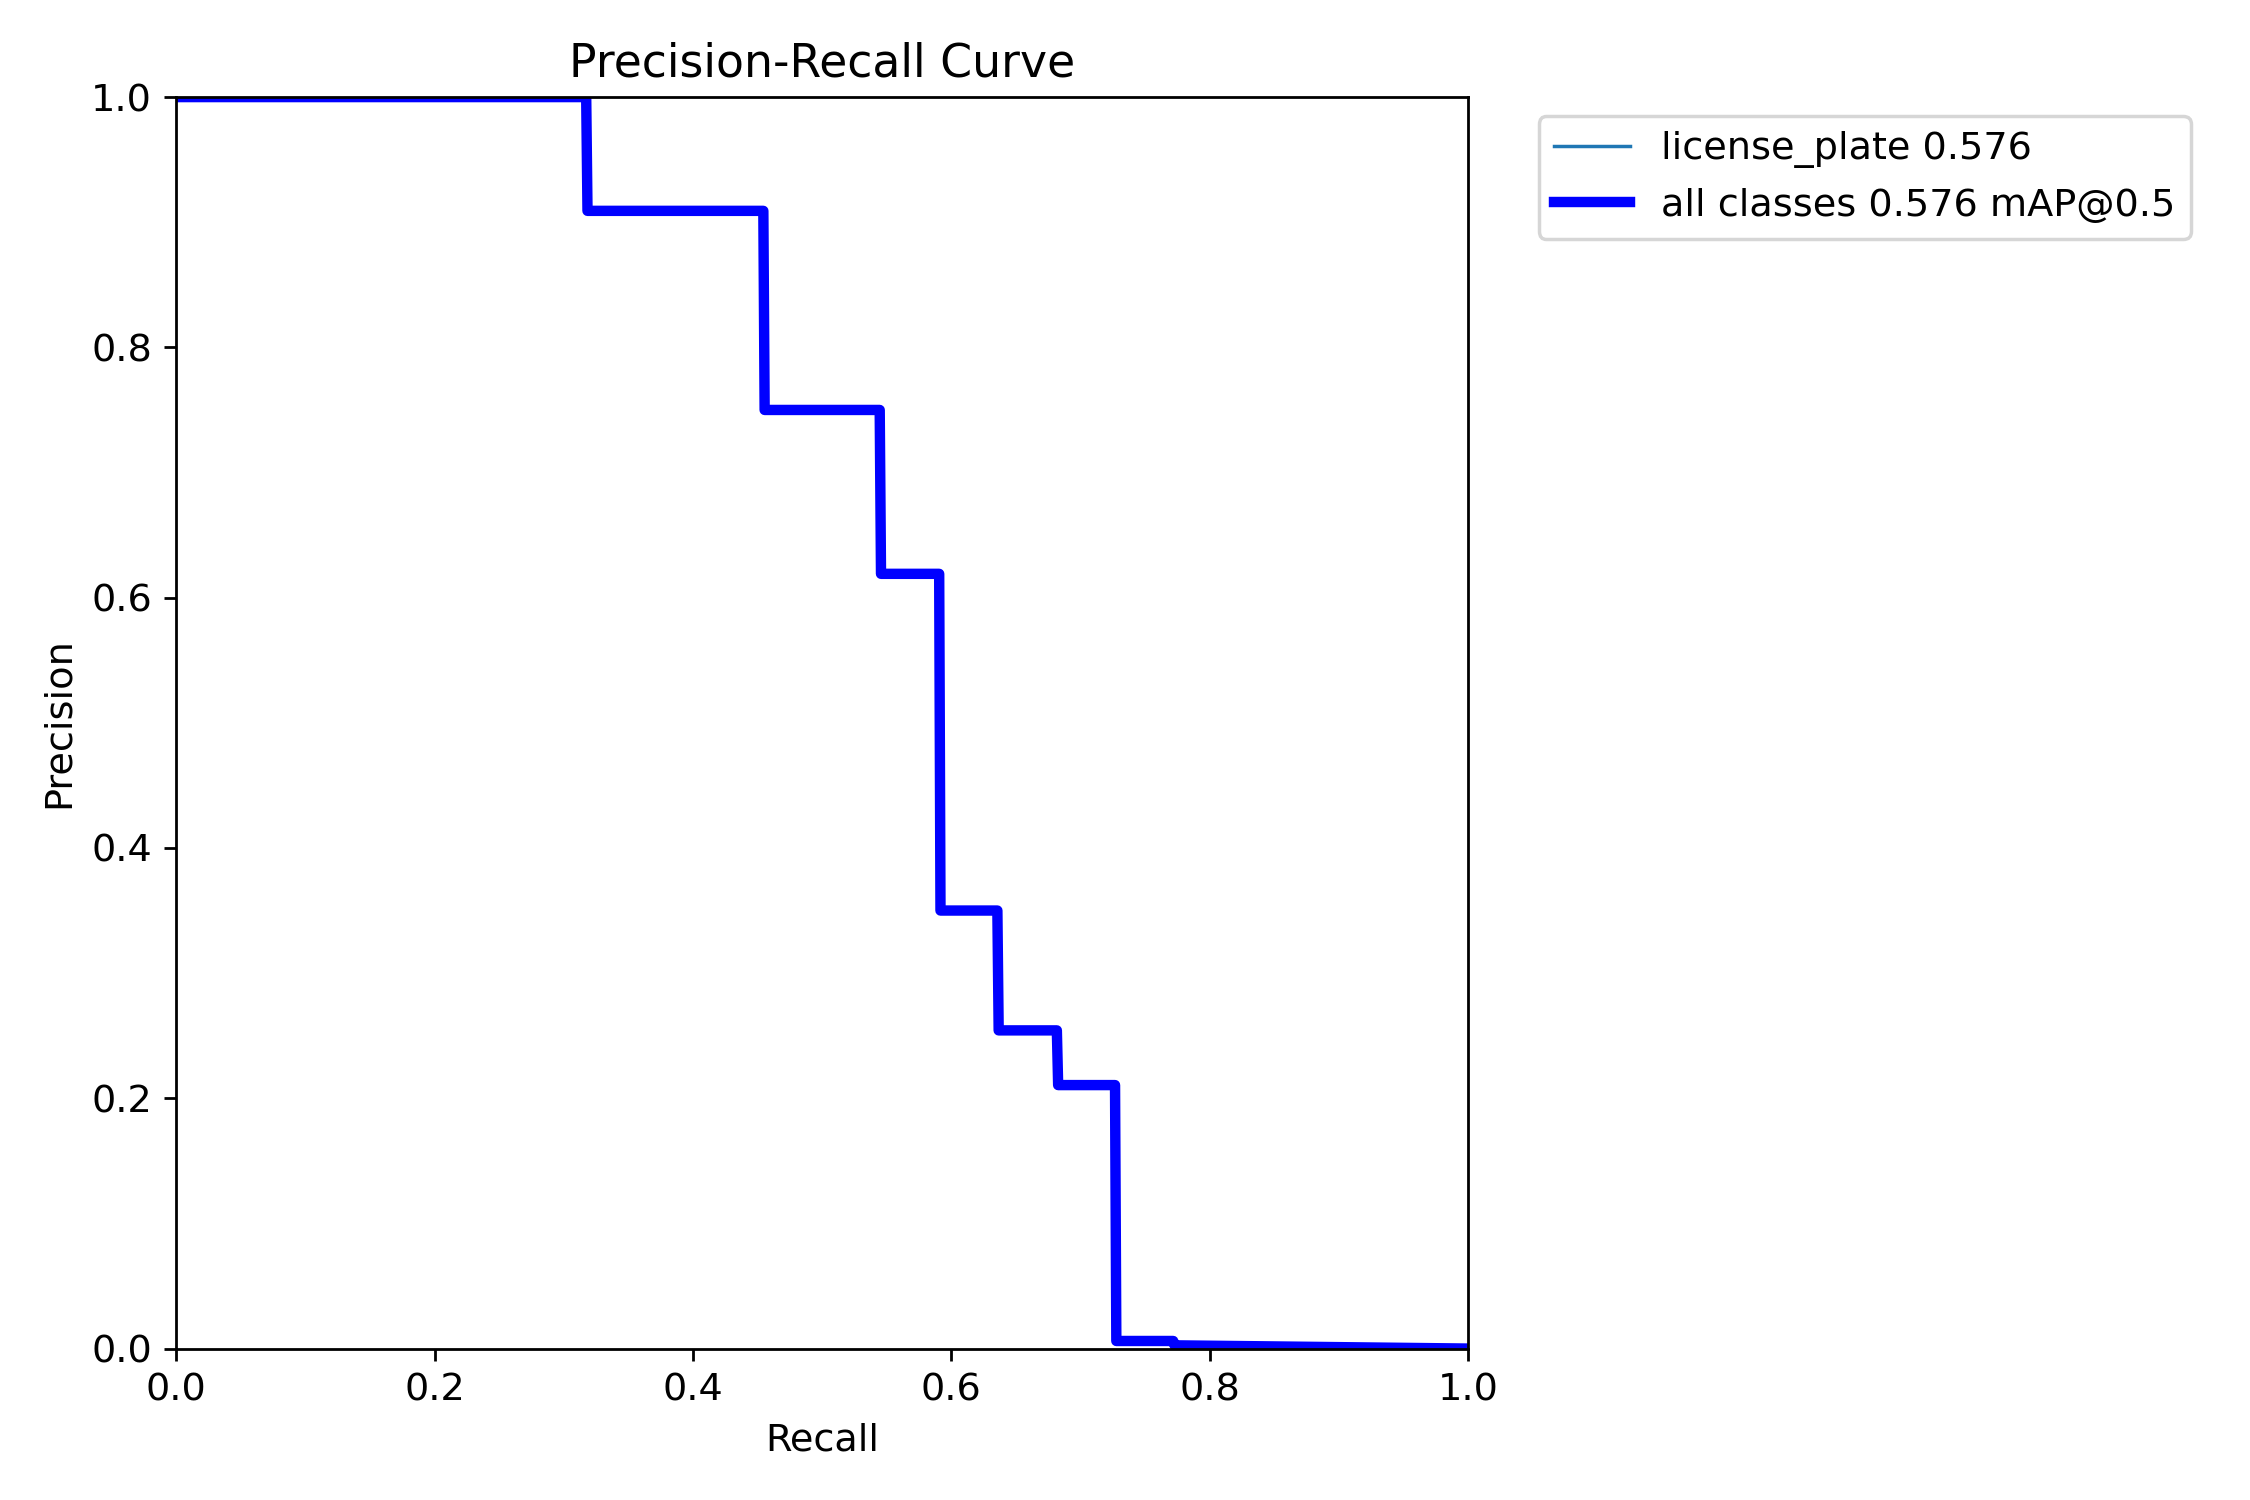 Precision-Recall Curve
license_plate 0.576
all classes 0.576 mAP@0.5
Precision
1.0
0.8
0.6
0.4
0.2
0.0
0.0 0.2 0.4 0.6 0.8 1.0
Recall